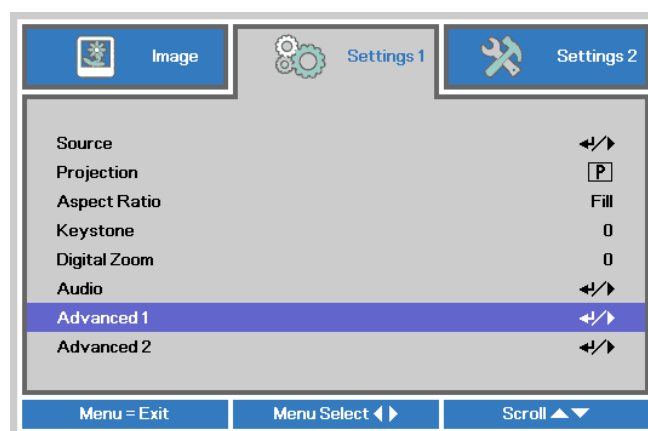 Image Settings 1 Settings 2
Source
Projection P
Aspect Ratio Fill
Keystone 0
Digital Zoom 0
Audio
Advanced 1
Advanced 2
Menu = Exit Menu Select Scroll